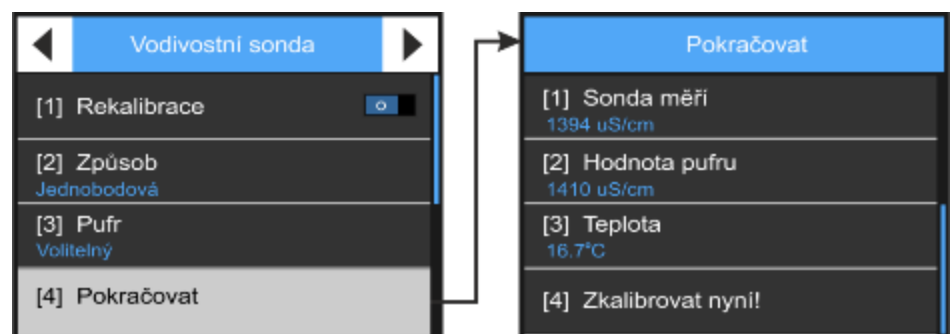 Vodivostní sonda
[1] Rekalibrace
[2] Způsob
Jednobodová
[3] Pufr
Volitelný
[4] Pokračovat
Pokračovat
[1] Sonda měří
1394 uS/cm
[2] Hodnota pufru
1410 uS/cm
[3] Teplota
16.7°C
[4] Zkalibrovat nyní!